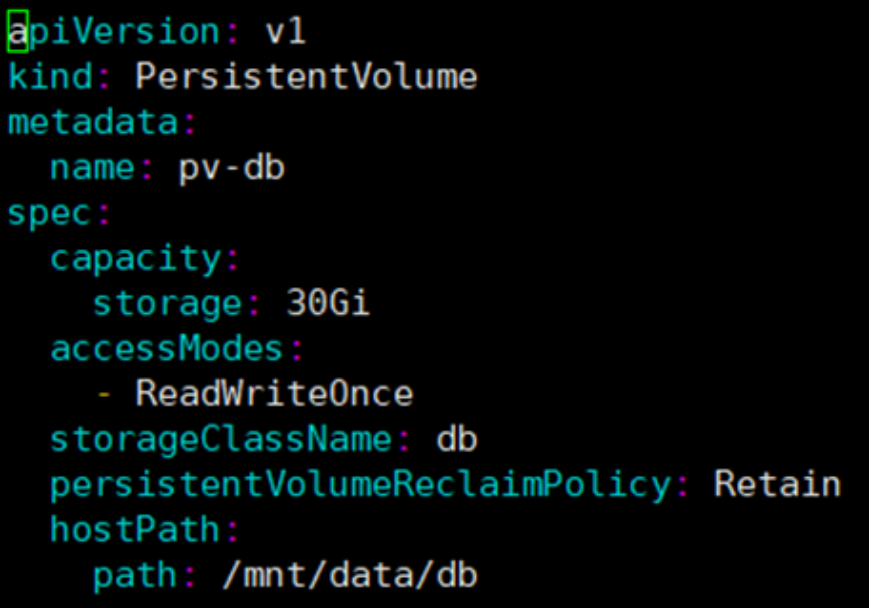 apiVersion: v1
kind: PersistentVolume
metadata:
  name: pv-db
spec:
  capacity:
    storage: 30Gi
  accessModes:
    - ReadWriteOnce
  storageClassName: db
  persistentVolumeReclaimPolicy: Retain
  hostPath:
    path: /mnt/data/db